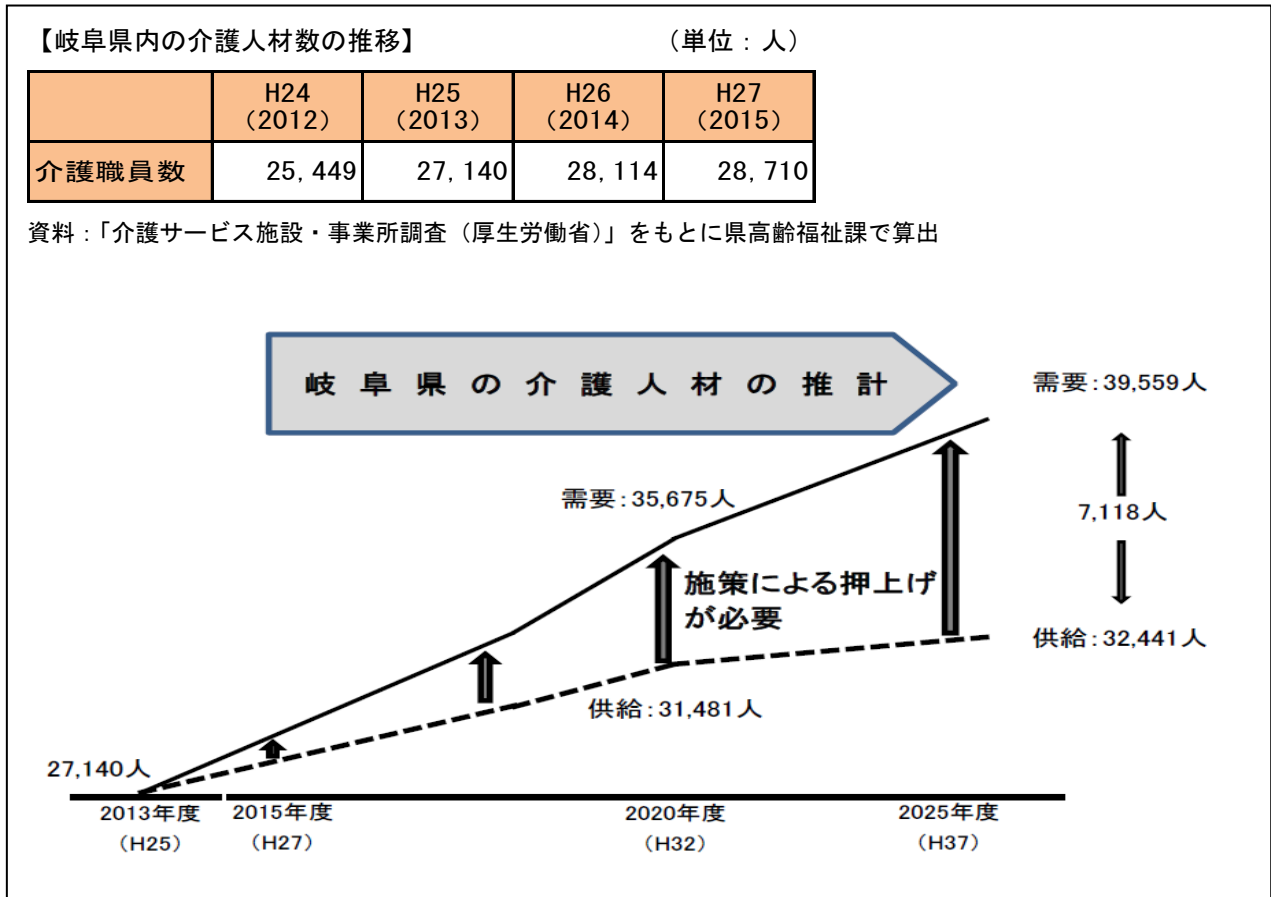 【岐阜県内の介護人材数の推移】 (単位：人)
H24 H25 H26 H27
(2012) (2013) (2014) (2015)
介護職員数 25,449 27,140 28,114 28,710
資料：「介護サービス施設・事業所調査（厚生労働省）」をもとに県高齢福祉課で算出
岐阜県の介護人材の推計
需要：39,559人
需要：35,675人
7,118人
施策による押上げ
が必要
供給：32,441人
供給：31,481人
27,140人
2013年度 2015年度 2020年度 2025年度
（H25） （H27） （H32） （H37）